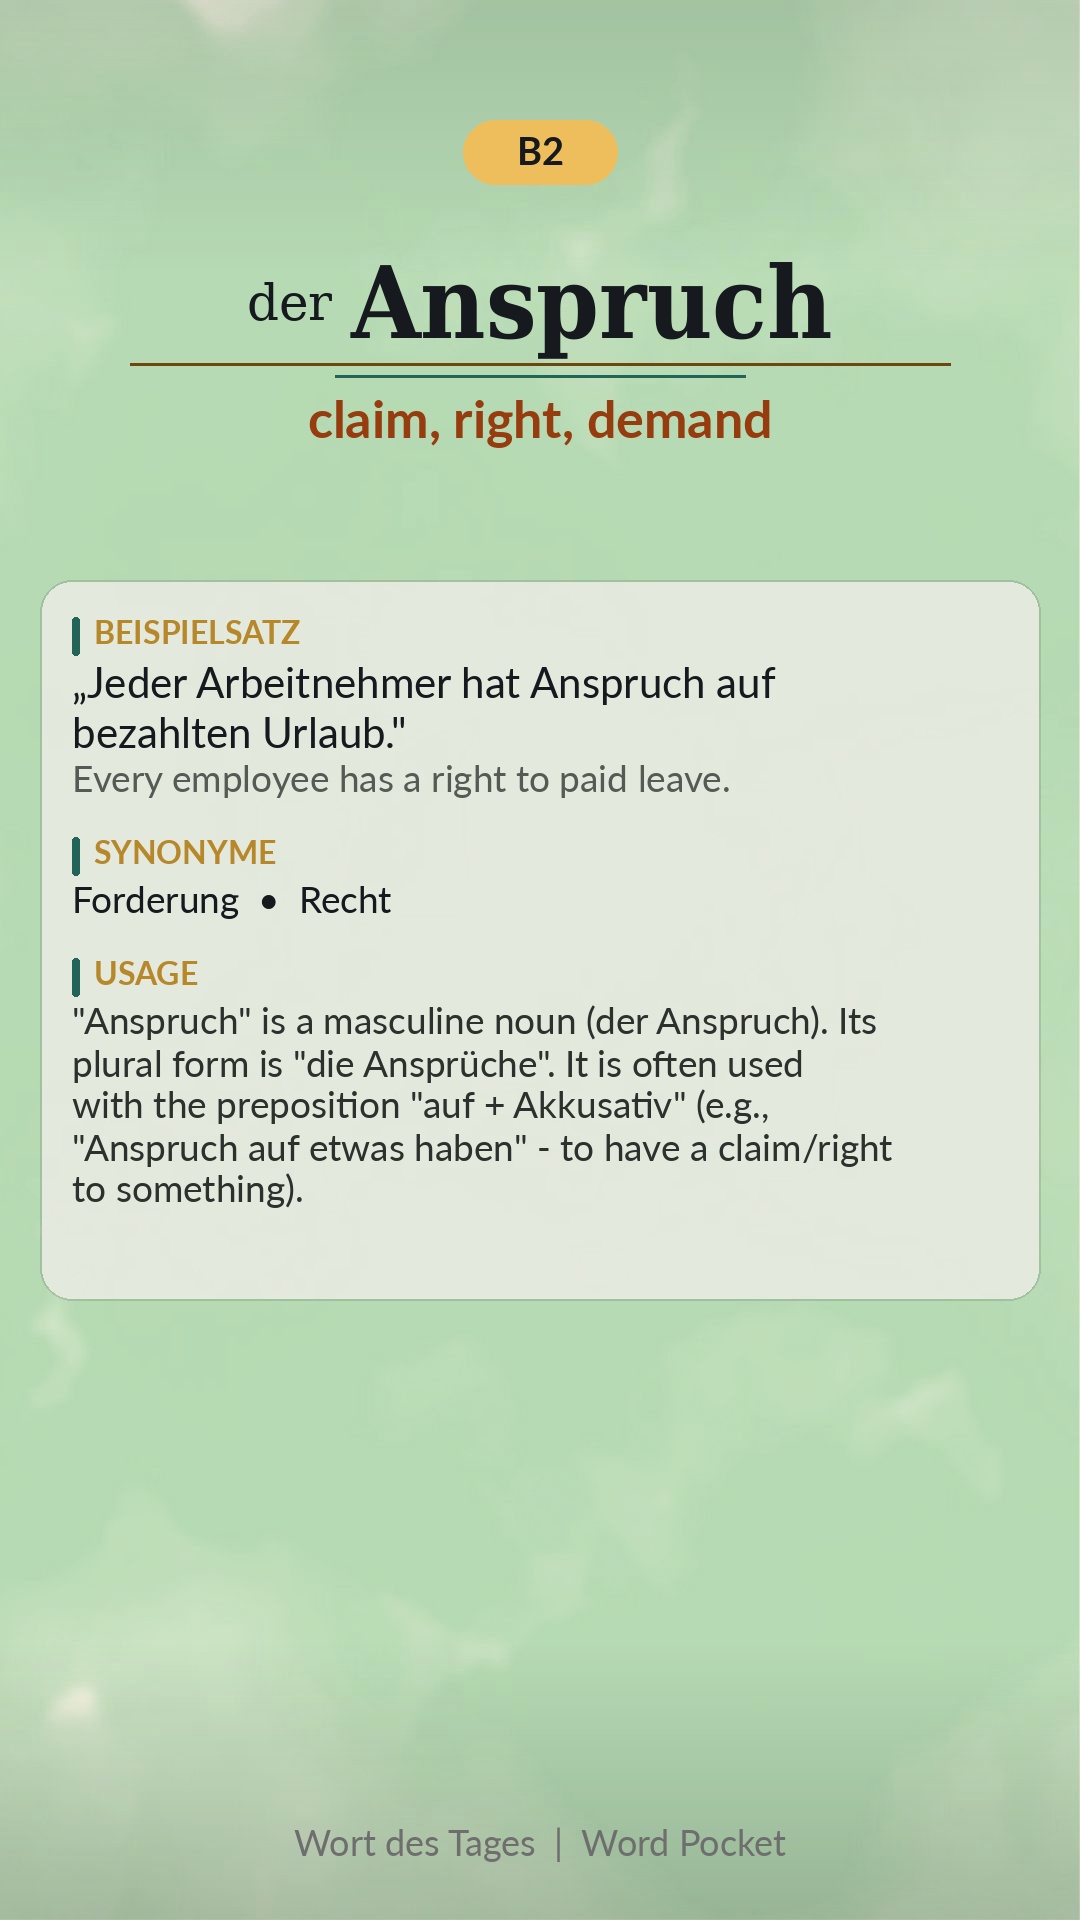 B2
der Anspruch
claim, right, demand
BEISPIELSATZ
„Jeder Arbeitnehmer hat Anspruch auf
bezahlten Urlaub."
Every employee has a right to paid leave.
SYNONYME
Forderung • Recht
USAGE
"Anspruch" is a masculine noun (der Anspruch). Its
plural form is "die Ansprüche". It is often used
with the preposition "auf + Akkusativ" (e.g.,
"Anspruch auf etwas haben" - to have a claim/right
to something).
Wort des Tages | Word Pocket